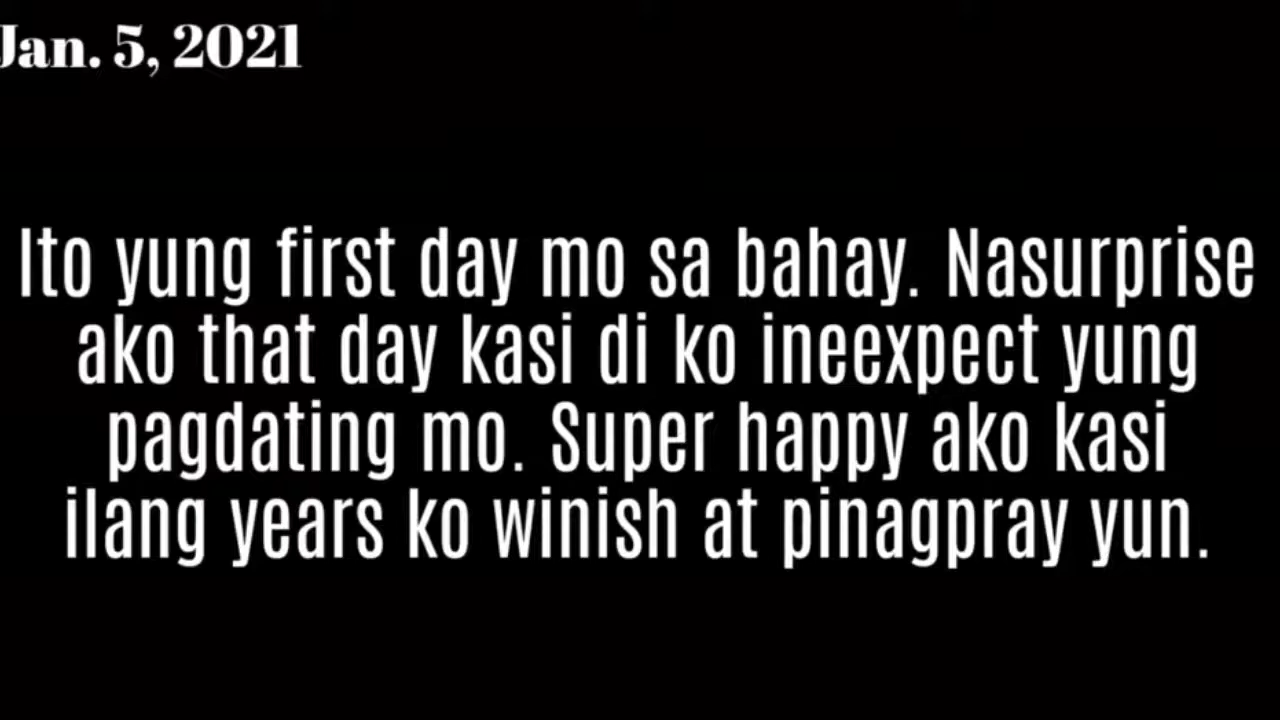 Jan. 5, 2021
Ito yung first day mo sa bahay. Nasurprise
ako that day kasi di ko ineexpect yung
pagdating mo. Super happy ako kasi
ilang years ko winish at pinagpray yun.